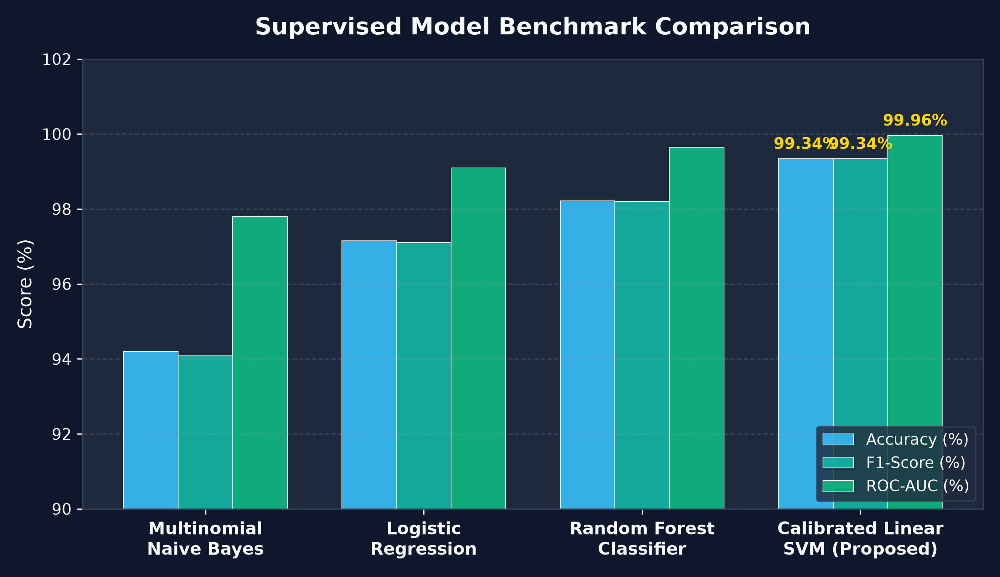 Supervised Model Benchmark Comparison
Score (%)
102
100
98
96
94
92
90
99.34%
99.34%
99.96%
Accuracy (%)
F1-Score (%)
ROC-AUC (%)
Multinomial
Naive Bayes
Logistic
Regression
Random Forest
Classifier
Calibrated Linear
SVM (Proposed)